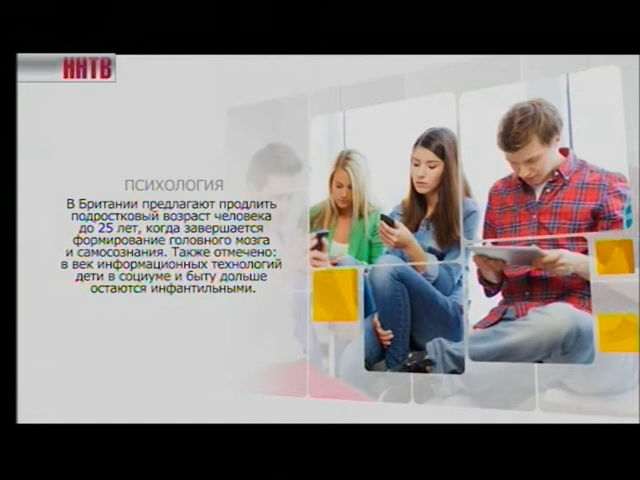 ННТВ
ПСИХОЛОГИЯ
В Британии предлагают продлить
подростковый возраст человека
до 25 лет, когда завершается
формирование головного мозга
и самосознания. Также отмечено:
в век информационных технологий
дети в социуме и быту дольше
остаются инфантильными.